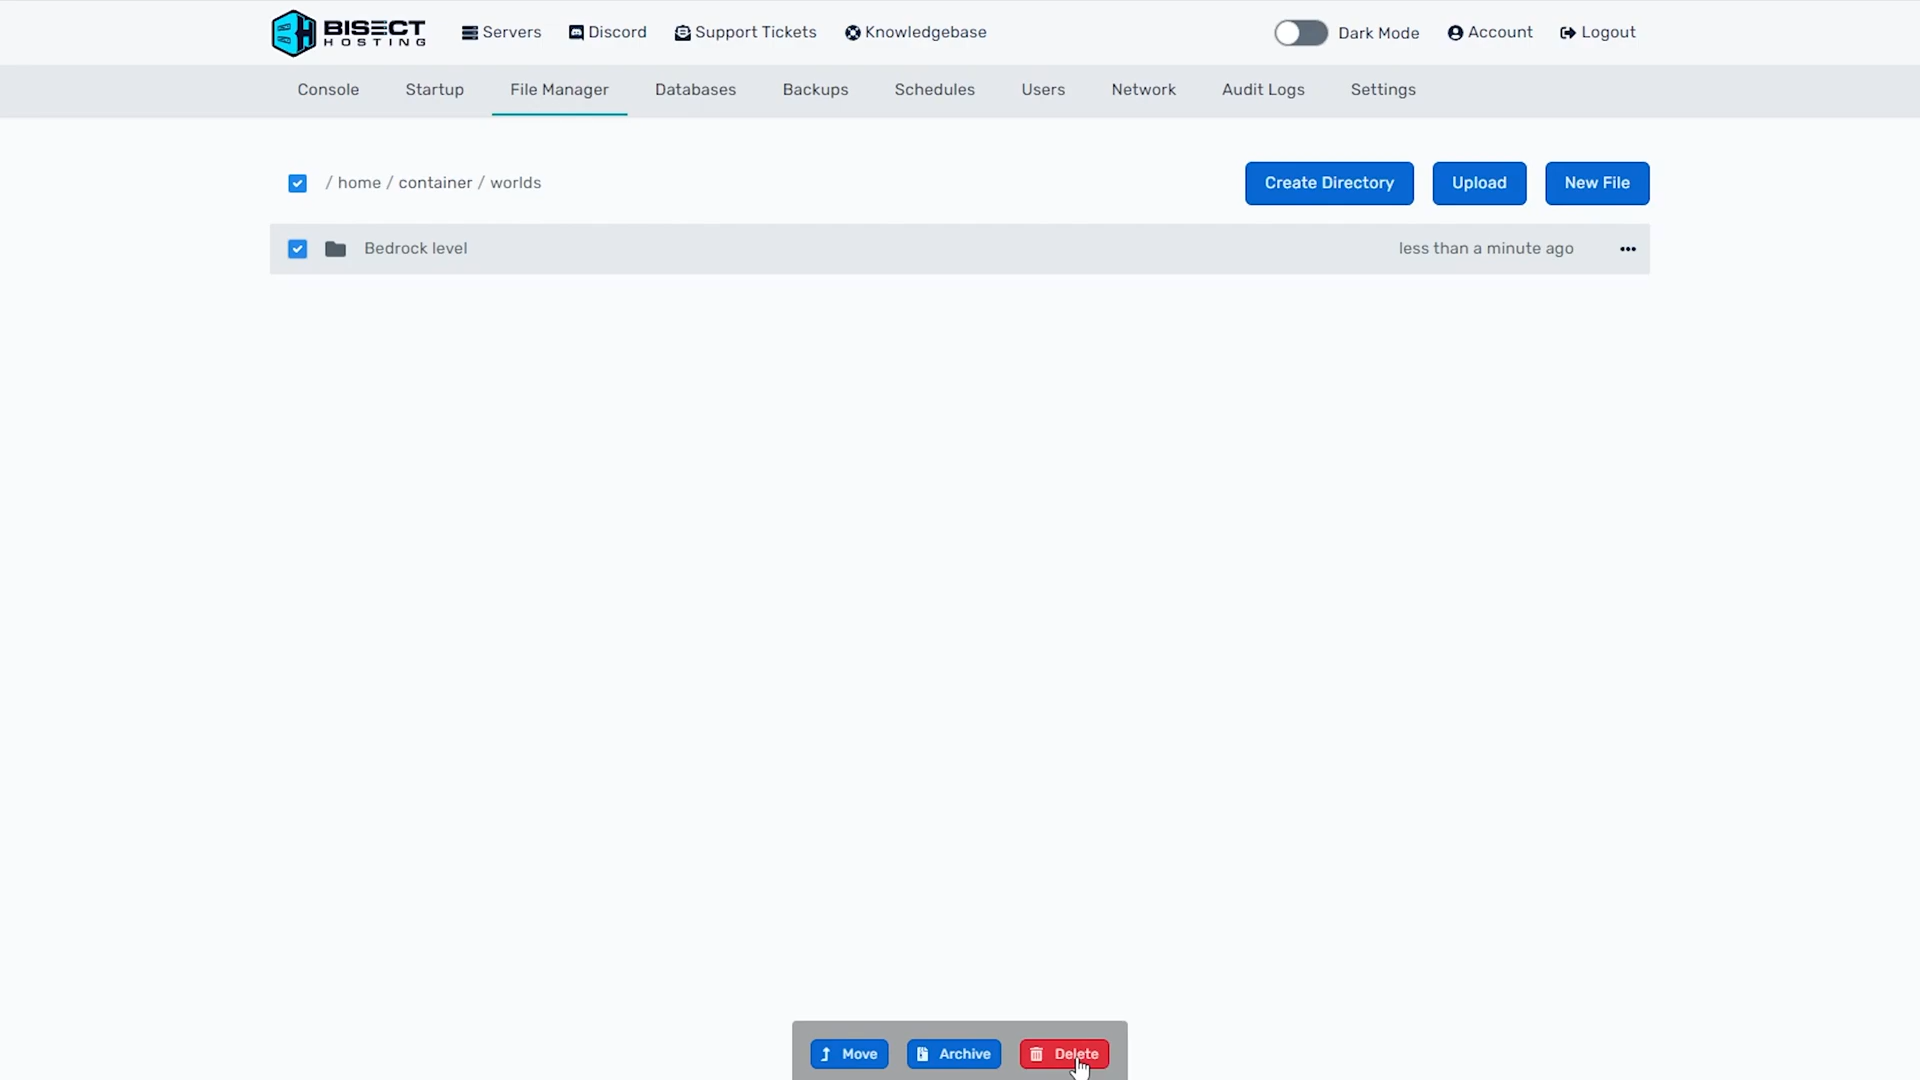 BISECT HOSTING Servers Discord Support Tickets Knowledgebase Dark Mode Account Logout
Console Startup File Manager Databases Backups Schedules Users Network Audit Logs Settings
/ home / container / worlds Create Directory Upload New File
Bedrock level less than a minute ago
Move Archive Delete